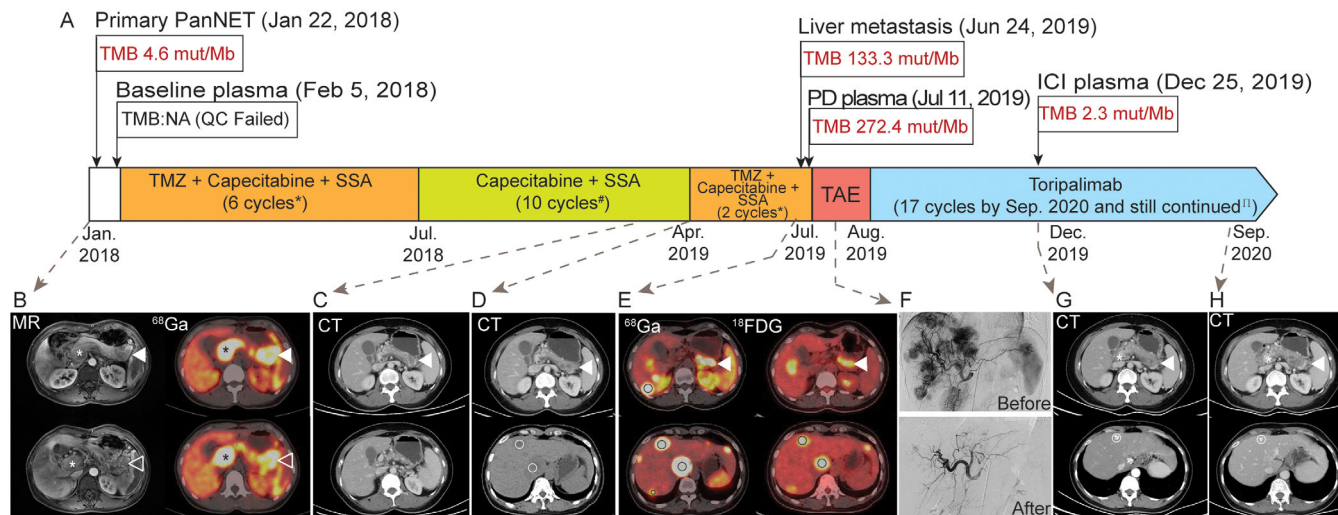 A
Primary PanNET (Jan 22, 2018)
TMB 4.6 mut/Mb
Baseline plasma (Feb 5, 2018)
TMB:NA (QC Failed)
Liver metastasis (Jun 24, 2019)
TMB 133.3 mut/Mb
PD plasma (Jul 11, 2019)
TMB 272.4 mut/Mb
ICI plasma (Dec 25, 2019)
TMB 2.3 mut/Mb
TMZ + Capecitabine + SSA
(6 cycles*)
Capecitabine + SSA
(10 cycles#)
TMZ +
Capecitabine +
SSA
(2 cycles*)
TAE
Toripalimab
(17 cycles by Sep. 2020 and still continued∏)
Jan.
2018
Jul.
2018
Apr.
2019
Jul.
2019
Aug.
2019
Dec.
2019
Sep.
2020
B
MR
⁶⁸Ga
*
*
*
*
C
CT
D
CT
E
⁶⁸Ga
¹⁸FDG
F
Before
After
G
CT
*
H
CT
*